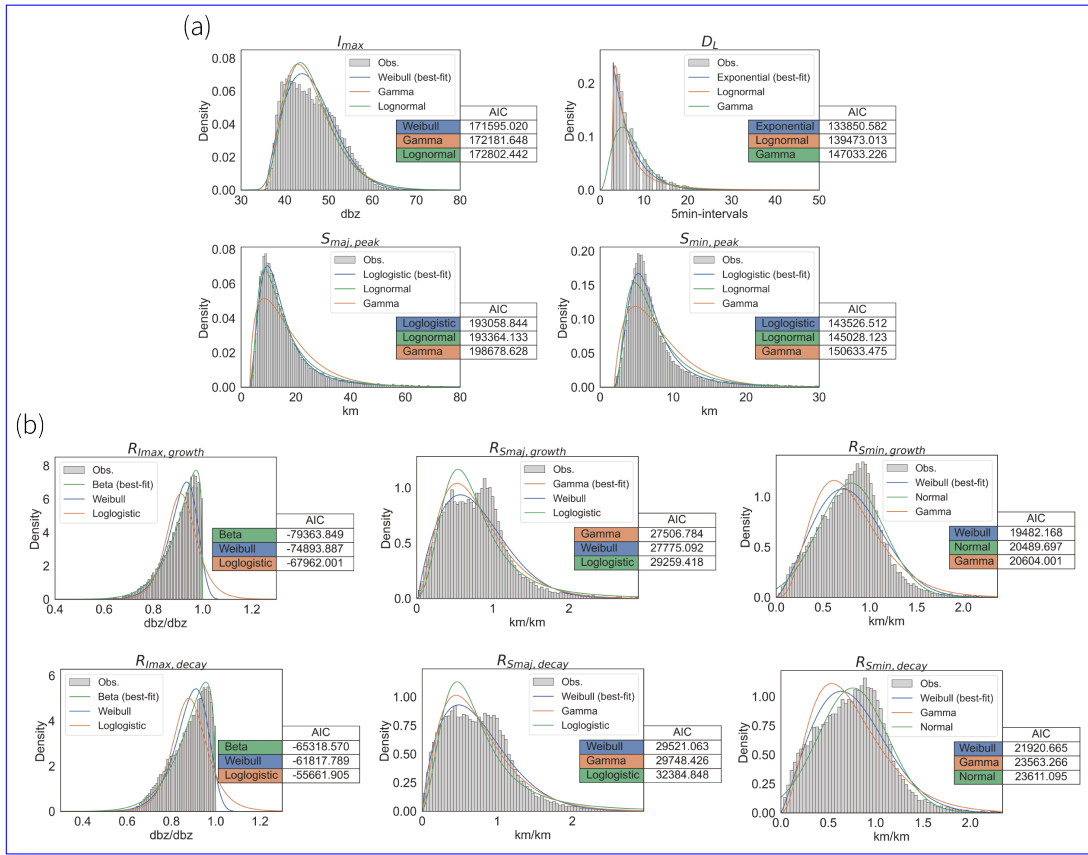 (a)
I_max
Density
0.08
0.06
0.04
0.02
0.00
30 40 50 60 70 80
dbz
Obs.
Weibull (best-fit)
Gamma
Lognormal
AIC
Weibull 171595.020
Gamma 172181.648
Lognormal 172802.442
D_L
Density
0.2
0.1
0.0
0 10 20 30 40 50
5min-intervals
Obs.
Exponential (best-fit)
Lognormal
Gamma
AIC
Exponential 133850.582
Lognormal 139473.013
Gamma 147033.226
S_maj, peak
Density
0.08
0.06
0.04
0.02
0.00
0 20 40 60 80
km
Obs.
Loglogistic (best-fit)
Lognormal
Gamma
AIC
Loglogistic 193058.844
Lognormal 193364.133
Gamma 198678.628
S_min, peak
Density
0.20
0.15
0.10
0.05
0.00
0 10 20 30
km
Obs.
Loglogistic (best-fit)
Lognormal
Gamma
AIC
Loglogistic 143526.512
Lognormal 145028.123
Gamma 150633.475
(b)
R_Imax, growth
Density
8
6
4
2
0
0.4 0.6 0.8 1.0 1.2
dbz/dbz
Obs.
Beta (best-fit)
Weibull
Loglogistic
AIC
Beta -79363.849
Weibull -74893.887
Loglogistic -67962.001
R_Smaj, growth
Density
1.0
0.5
0.0
0 1 2
km/km
Obs.
Gamma (best-fit)
Weibull
Loglogistic
AIC
Gamma 27506.784
Weibull 27775.092
Loglogistic 29259.418
R_Smin, growth
Density
1.0
0.5
0.0
0.0 0.5 1.0 1.5 2.0
km/km
Obs.
Weibull (best-fit)
Normal
Gamma
AIC
Weibull 19482.168
Normal 20489.697
Gamma 20604.001
R_Imax, decay
Density
6
4
2
0
0.4 0.6 0.8 1.0 1.2
dbz/dbz
Obs.
Beta (best-fit)
Weibull
Loglogistic
AIC
Beta -65318.570
Weibull -61817.789
Loglogistic -55661.905
R_Smaj, decay
Density
1.00
0.75
0.50
0.25
0.00
0 1 2
km/km
Obs.
Weibull (best-fit)
Gamma
Loglogistic
AIC
Weibull 29521.063
Gamma 29748.426
Loglogistic 32384.848
R_Smin, decay
Density
1.00
0.75
0.50
0.25
0.00
0.0 0.5 1.0 1.5 2.0
km/km
Obs.
Weibull (best-fit)
Gamma
Normal
AIC
Weibull 21920.665
Gamma 23563.266
Normal 23611.095